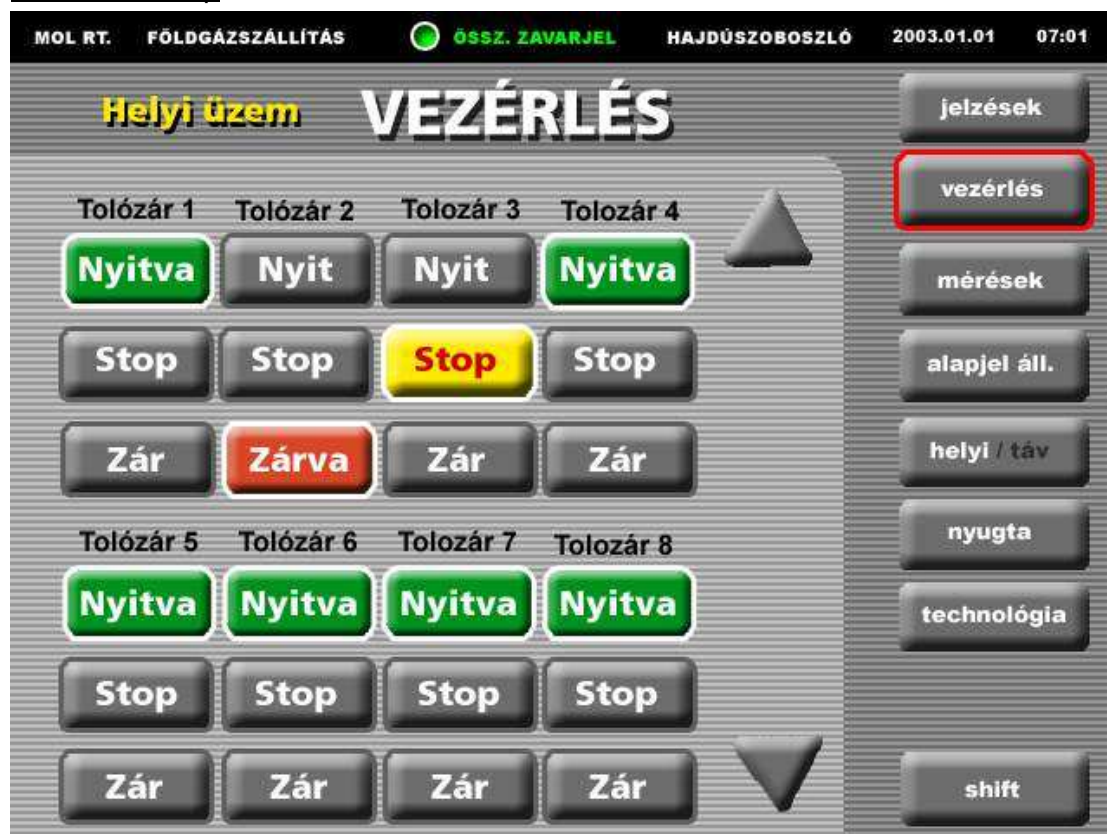 MOL RT. FÖLDGÁZSZÁLLÍTÁS ÖSSZ. ZAVARJEL HAJDÚSZOBOSZLÓ 2003.01.01 07:01
Helyi üzem VEZÉRLÉS
Tolózár 1 Tolózár 2 Tolozár 3 Tolozár 4
Nyitva Nyit Nyit Nyitva
Stop Stop Stop Stop
Zár Zárva Zár Zár
Tolózár 5 Tolózár 6 Tolozár 7 Tolozár 8
Nyitva Nyitva Nyitva Nyitva
Stop Stop Stop Stop
Zár Zár Zár Zár
jelzések
vezérlés
mérések
alapjel áll.
helyi / táv
nyugta
technológia
shift